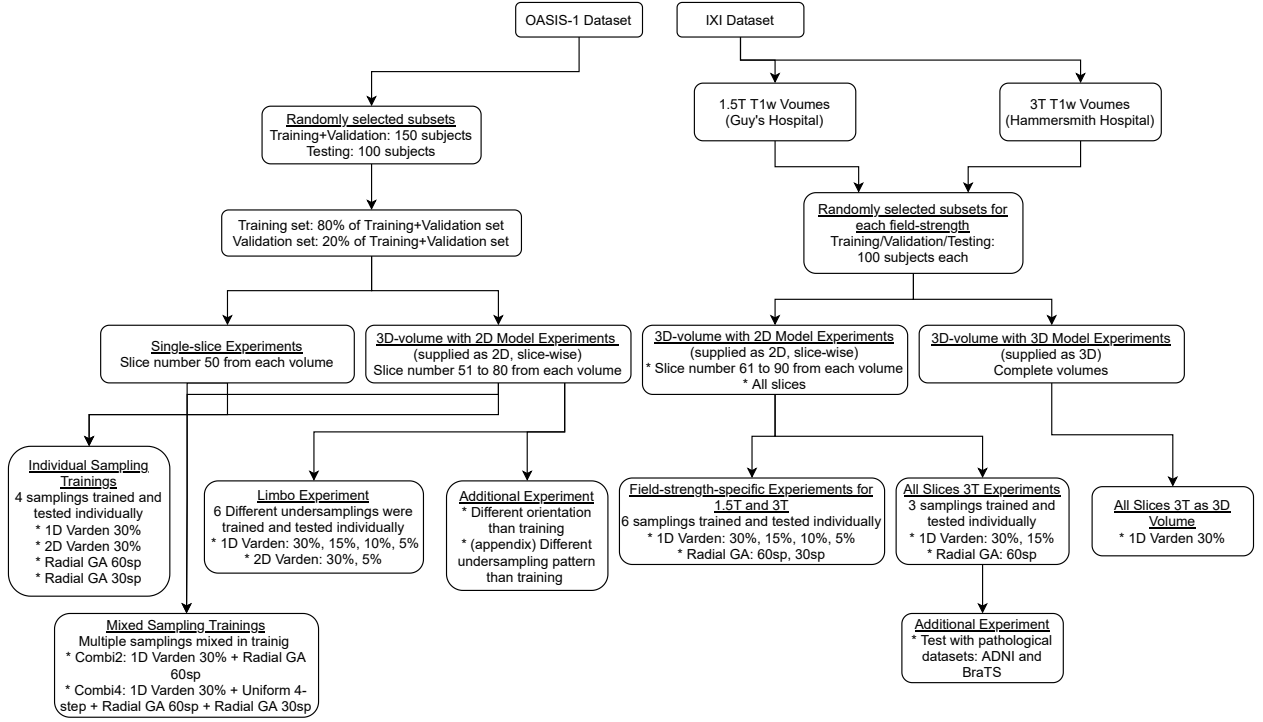 OASIS-1 Dataset
IXI Dataset
1.5T T1w Voumes
(Guy's Hospital)
3T T1w Voumes
(Hammersmith Hospital)
Randomly selected subsets
Training+Validation: 150 subjects
Testing: 100 subjects
Randomly selected subsets for
each field-strength
Training/Validation/Testing:
100 subjects each
Training set: 80% of Training+Validation set
Validation set: 20% of Training+Validation set
Single-slice Experiments
Slice number 50 from each volume
3D-volume with 2D Model Experiments
(supplied as 2D, slice-wise)
Slice number 51 to 80 from each volume
3D-volume with 2D Model Experiments
(supplied as 2D, slice-wise)
* Slice number 61 to 90 from each volume
* All slices
3D-volume with 3D Model Experiments
(supplied as 3D)
Complete volumes
Individual Sampling
Trainings
4 samplings trained and
tested individually
* 1D Varden 30%
* 2D Varden 30%
* Radial GA 60sp
* Radial GA 30sp
Limbo Experiment
6 Different undersamplings were
trained and tested individually
* 1D Varden: 30%, 15%, 10%, 5%
* 2D Varden: 30%, 5%
Additional Experiment
* Different orientation
than training
* (appendix) Different
undersampling pattern
than training
Field-strength-specific Experiements for
1.5T and 3T
6 samplings trained and tested individually
* 1D Varden: 30%, 15%, 10%, 5%
* Radial GA: 60sp, 30sp
All Slices 3T Experiments
3 samplings trained and
tested individually
* 1D Varden: 30%, 15%
* Radial GA: 60sp
All Slices 3T as 3D
Volume
* 1D Varden 30%
Mixed Sampling Trainings
Multiple samplings mixed in trainig
* Combi2: 1D Varden 30% + Radial GA
60sp
* Combi4: 1D Varden 30% + Uniform 4-
step + Radial GA 60sp + Radial GA 30sp
Additional Experiment
* Test with pathological
datasets: ADNI and
BraTS